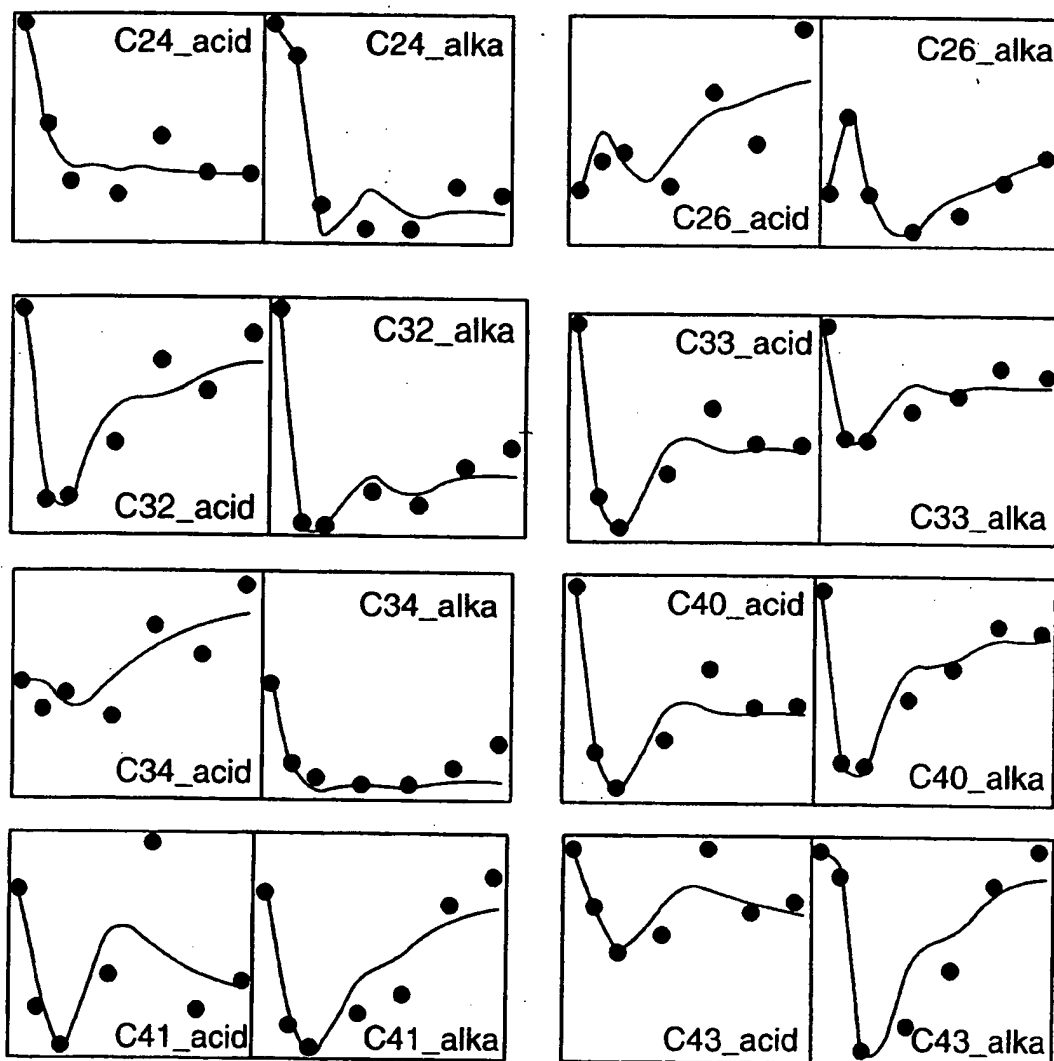 C24_acid
C24_alka
C26_acid
C26_alka
C32_acid
C32_alka
C33_acid
C33_alka
C34_acid
C34_alka
C40_acid
C40_alka
C41_acid
C41_alka
C43_acid
C43_alka